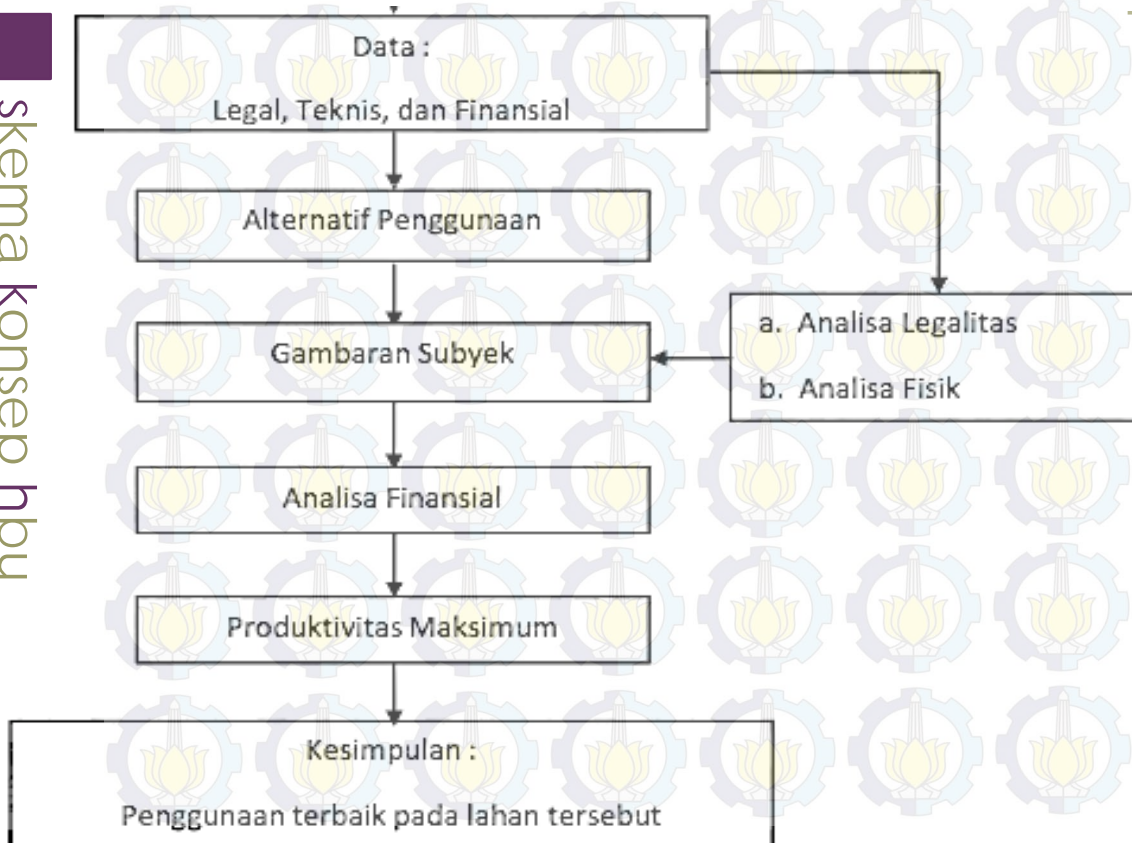 skema konsep hbu
Data :
Legal, Teknis, dan Finansial
Alternatif Penggunaan
Gambaran Subyek
a. Analisa Legalitas
b. Analisa Fisik
Analisa Finansial
Produktivitas Maksimum
Kesimpulan :
Penggunaan terbaik pada lahan tersebut